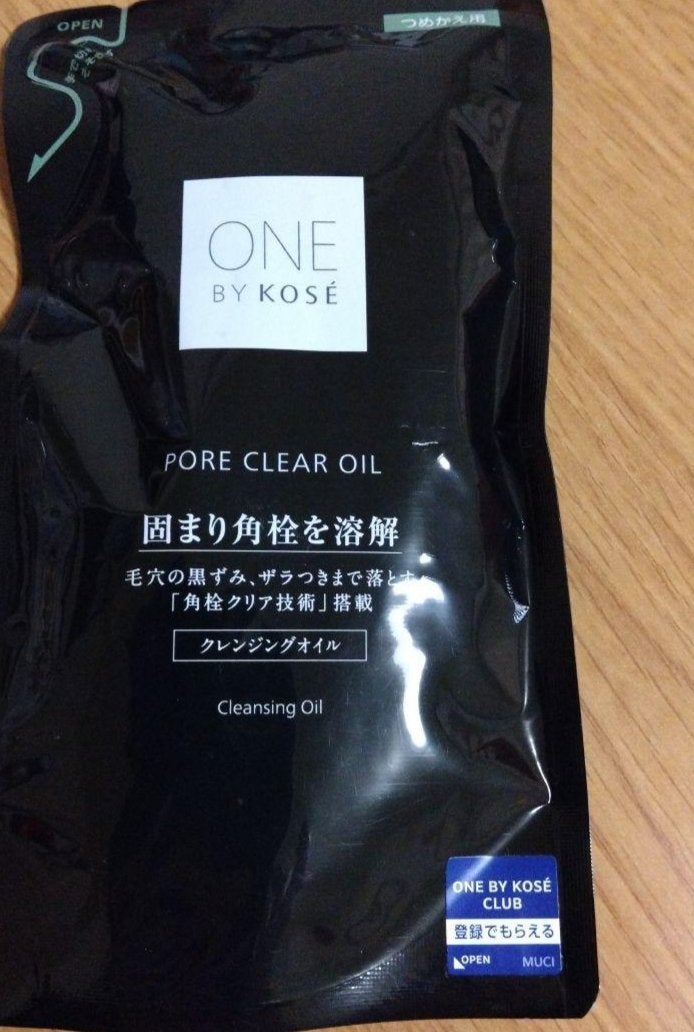 OPEN
つめかえ用
ONE
BY KOSÉ
PORE CLEAR OIL
固まり角栓を溶解
毛穴の黒ずみ、ザラつきまで落とす
「角栓クリア技術」搭載
クレンジングオイル
Cleansing Oil
ONE BY KOSÉ
CLUB
登録でもらえる
OPEN MUCI